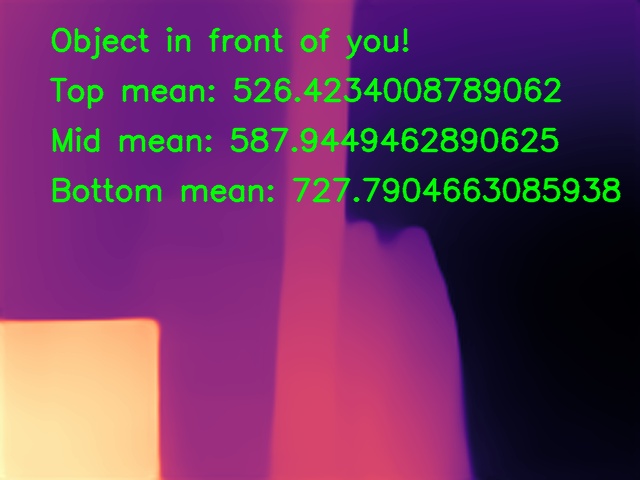 Object in front of you!
Top mean: 526.4234008789062
Mid mean: 587.9449462890625
Bottom mean: 727.7904663085938